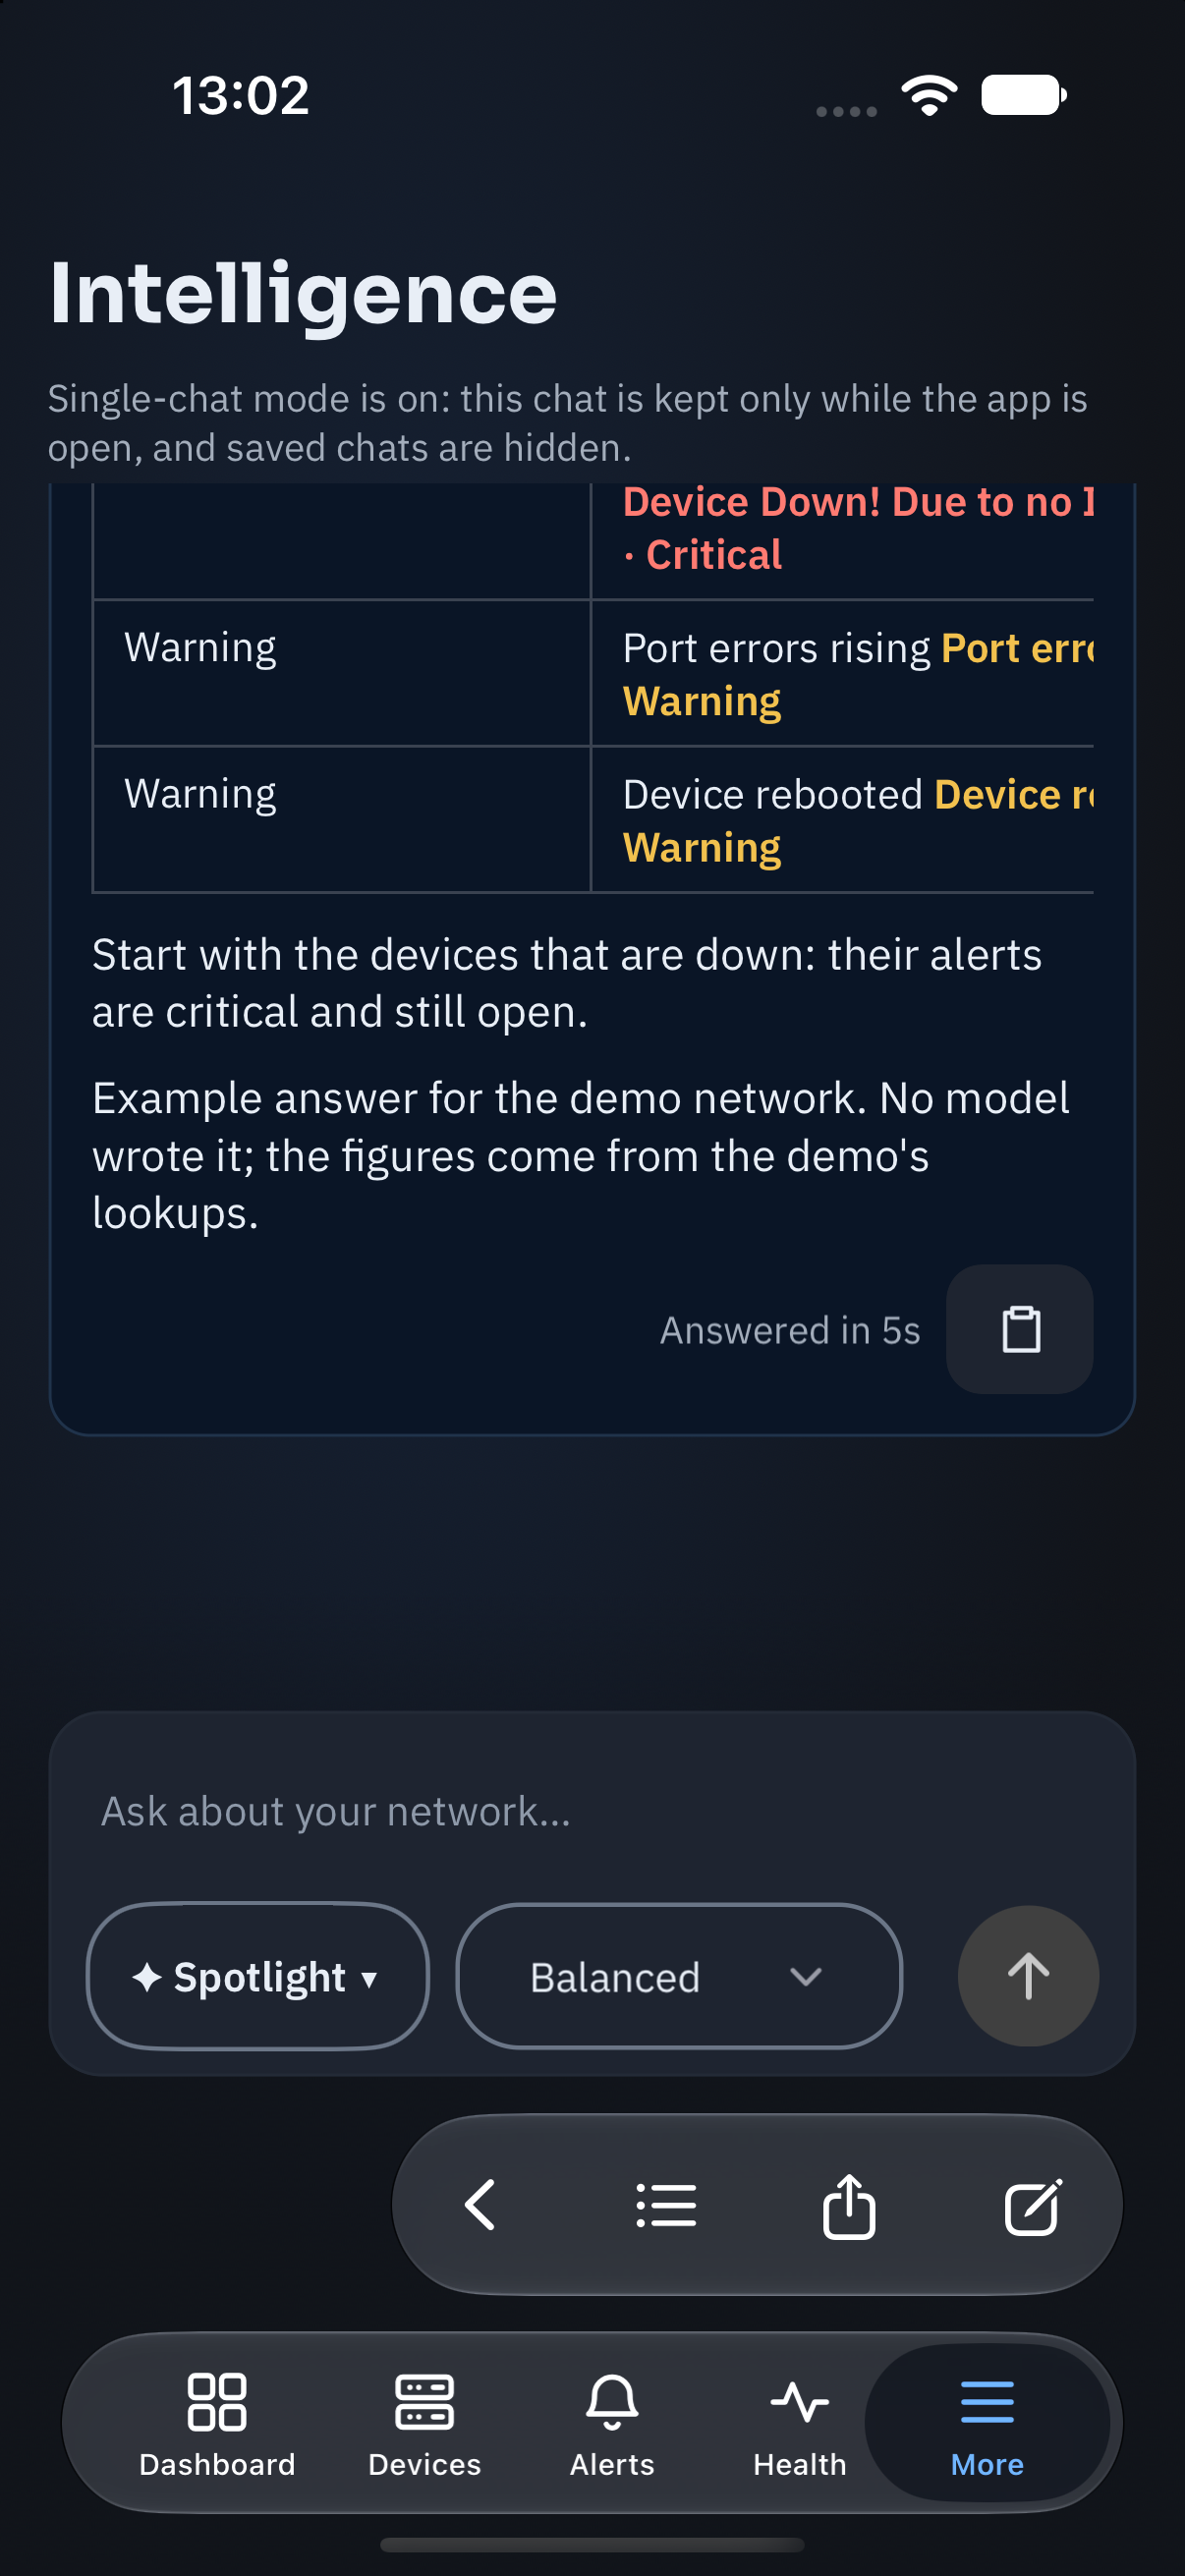 13:02
Intelligence
Single-chat mode is on: this chat is kept only while the app is
open, and saved chats are hidden.
Device Down! Due to no
· Critical
Warning
Port errors rising Port
Warning
Warning
Device rebooted Device
Warning
Start with the devices that are down: their alerts
are critical and still open.
Example answer for the demo network. No model
wrote it; the figures come from the demo's
lookups.
Answered in 5s
Ask about your network...
Spotlight
Balanced
Dashboard
Devices
Alerts
Health
More